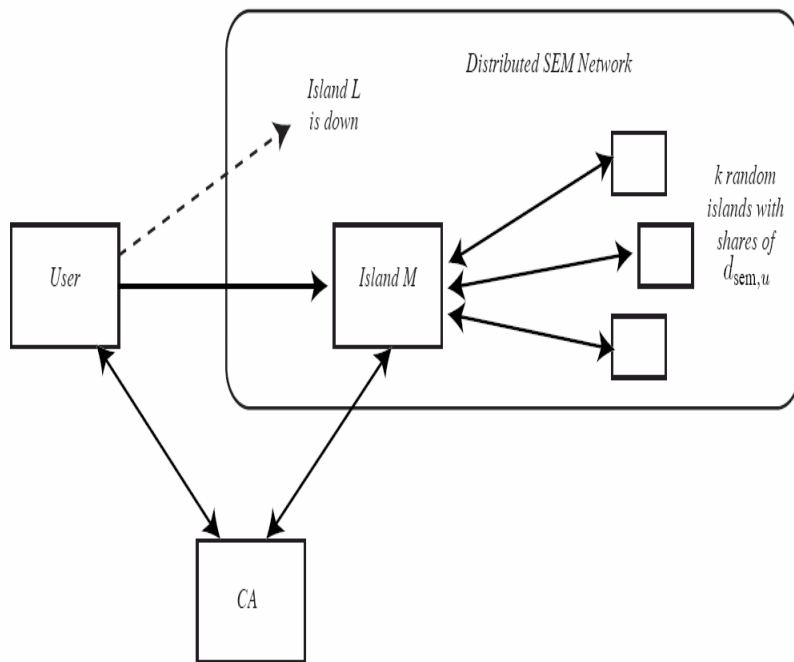 Distributed SEM Network
Island L
is down
k random
islands with
shares of
d_sem,u
User
Island M
CA